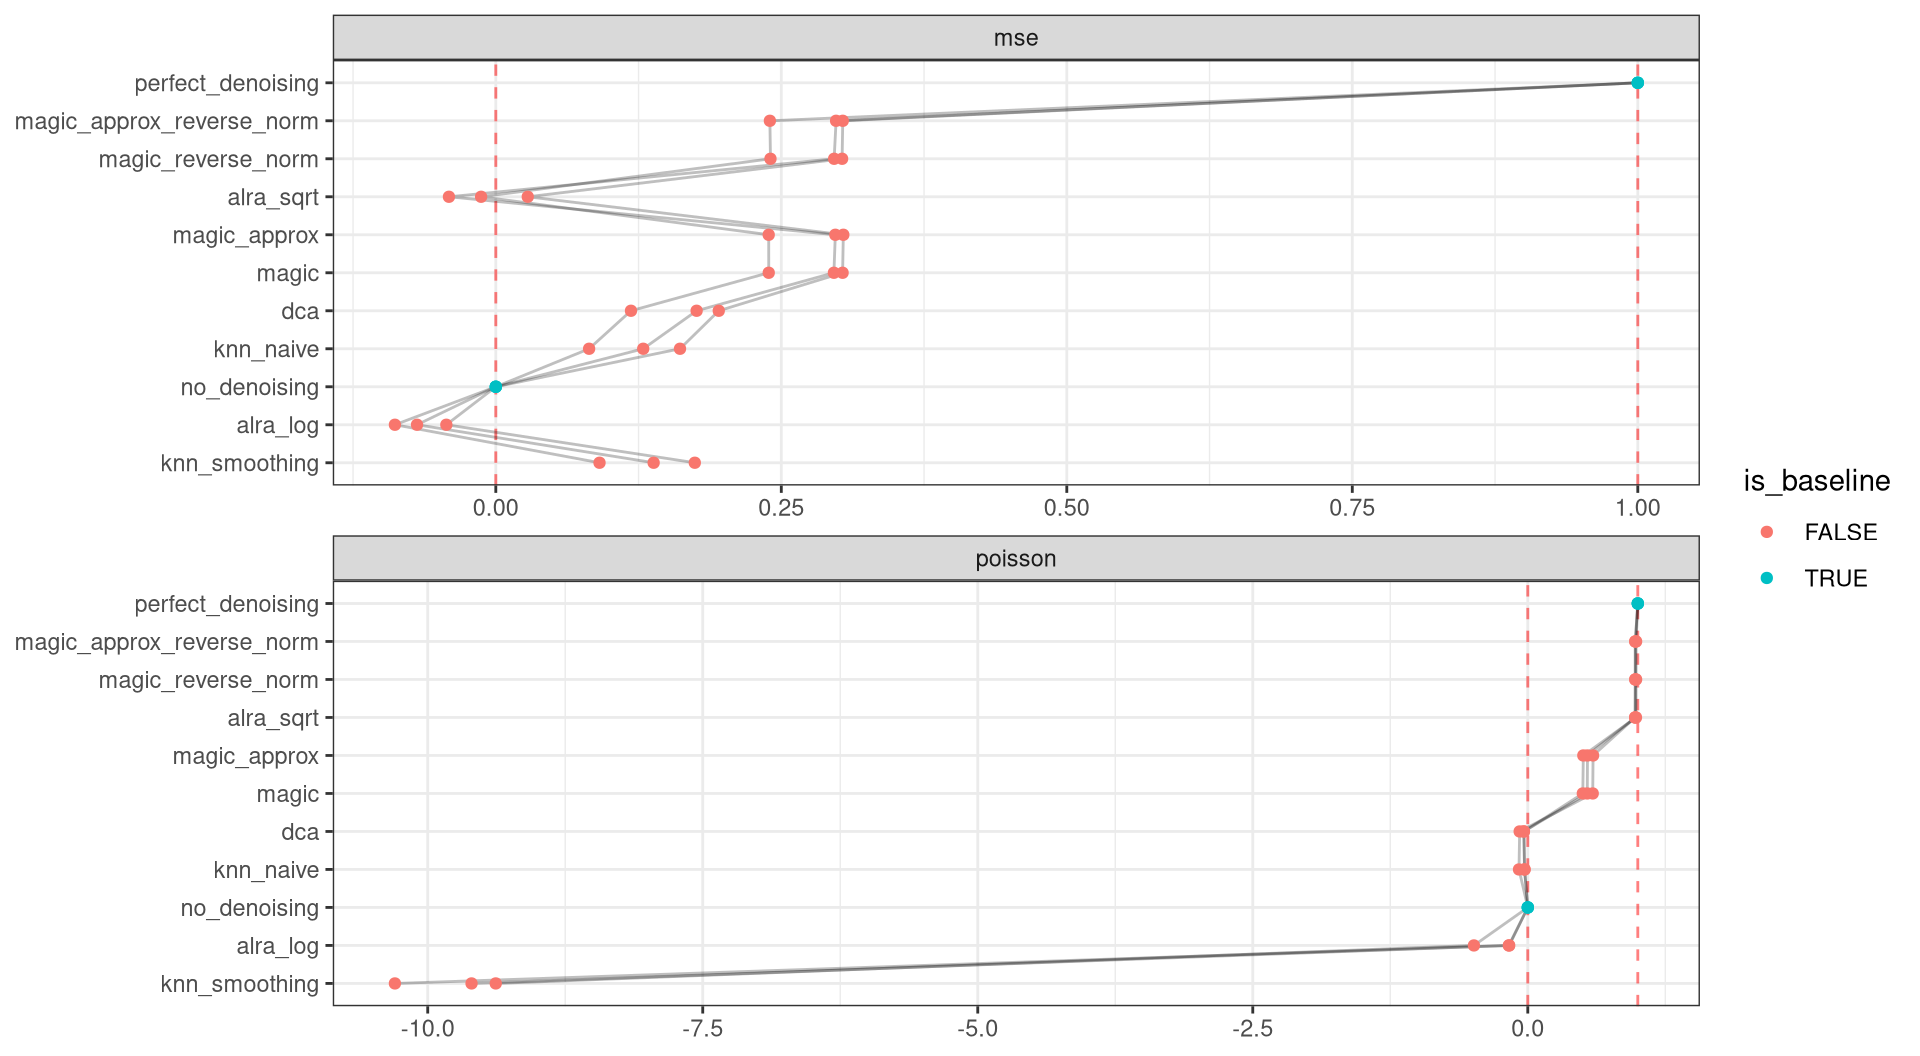 mse
perfect_denoising
magic_approx_reverse_norm
magic_reverse_norm
alra_sqrt
magic_approx
magic
dca
knn_naive
no_denoising
alra_log
knn_smoothing
0.00 0.25 0.50 0.75 1.00
poisson
perfect_denoising
magic_approx_reverse_norm
magic_reverse_norm
alra_sqrt
magic_approx
magic
dca
knn_naive
no_denoising
alra_log
knn_smoothing
-10.0 -7.5 -5.0 -2.5 0.0
is_baseline
FALSE
TRUE